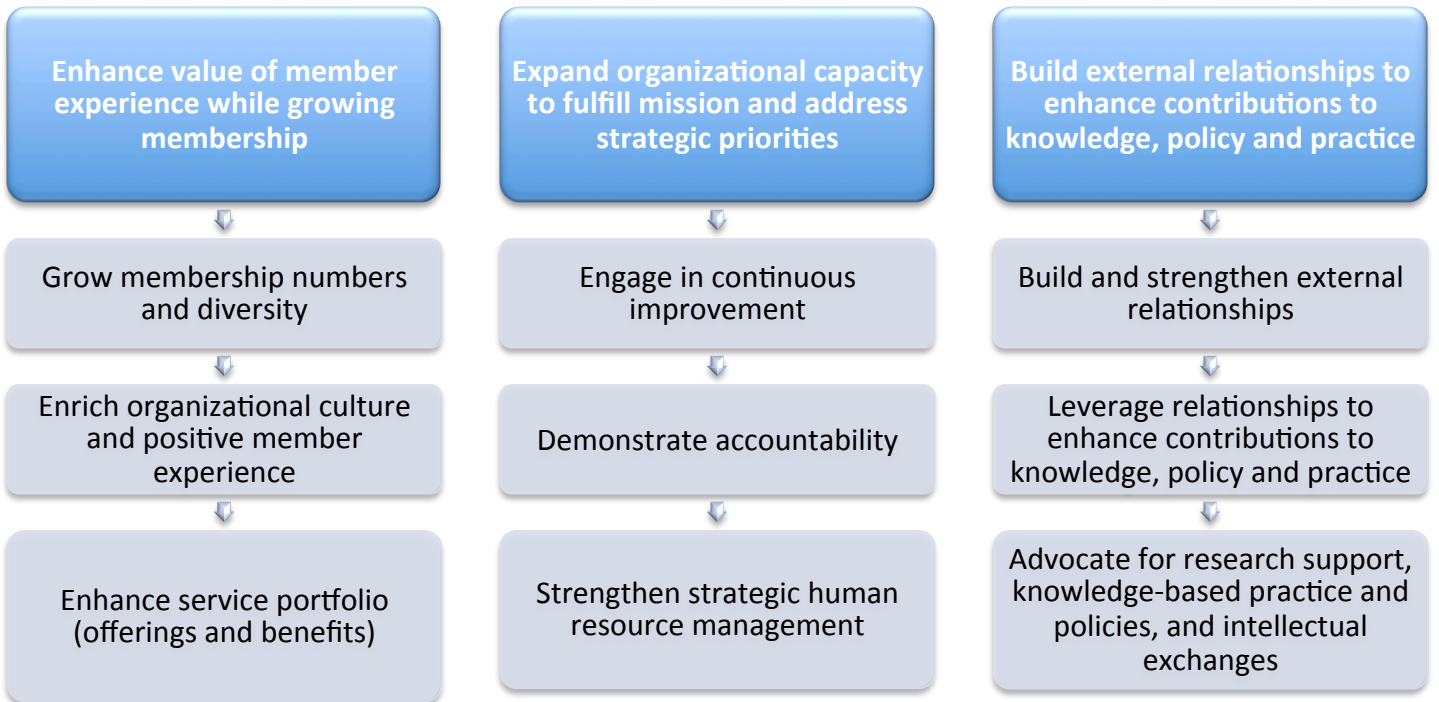 Enhance value of member
experience while growing
membership
Grow membership numbers
and diversity
Enrich organizational culture
and positive member
experience
Enhance service portfolio
(offerings and benefits)
Expand organizational capacity
to fulfill mission and address
strategic priorities
Engage in continuous
improvement
Demonstrate accountability
Strengthen strategic human
resource management
Build external relationships to
enhance contributions to
knowledge, policy and practice
Build and strengthen external
relationships
Leverage relationships to
enhance contributions to
knowledge, policy and practice
Advocate for research support,
knowledge-based practice and
policies, and intellectual
exchanges